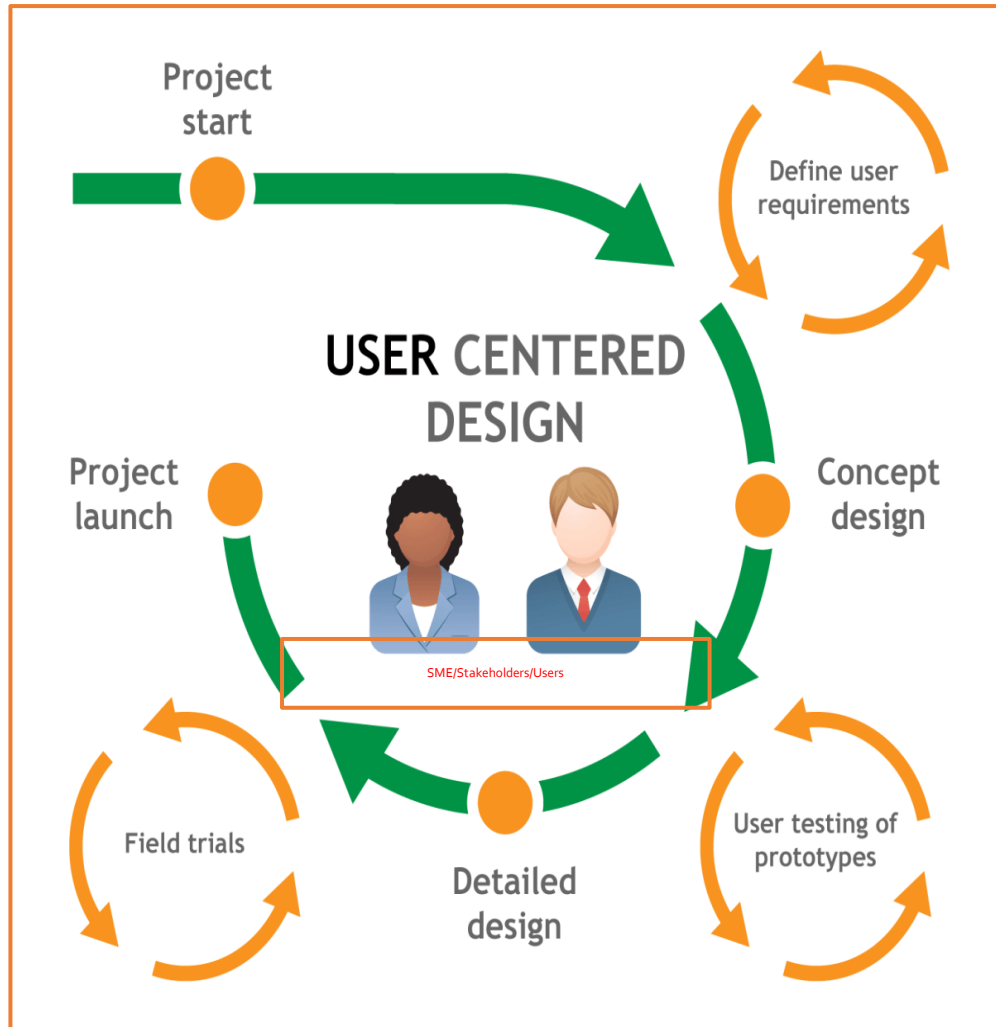 Project
start
Define user
requirements
USER CENTERED
DESIGN
Project
launch
Concept
design
SME/Stakeholders/Users
Field trials
User testing of
prototypes
Detailed
design